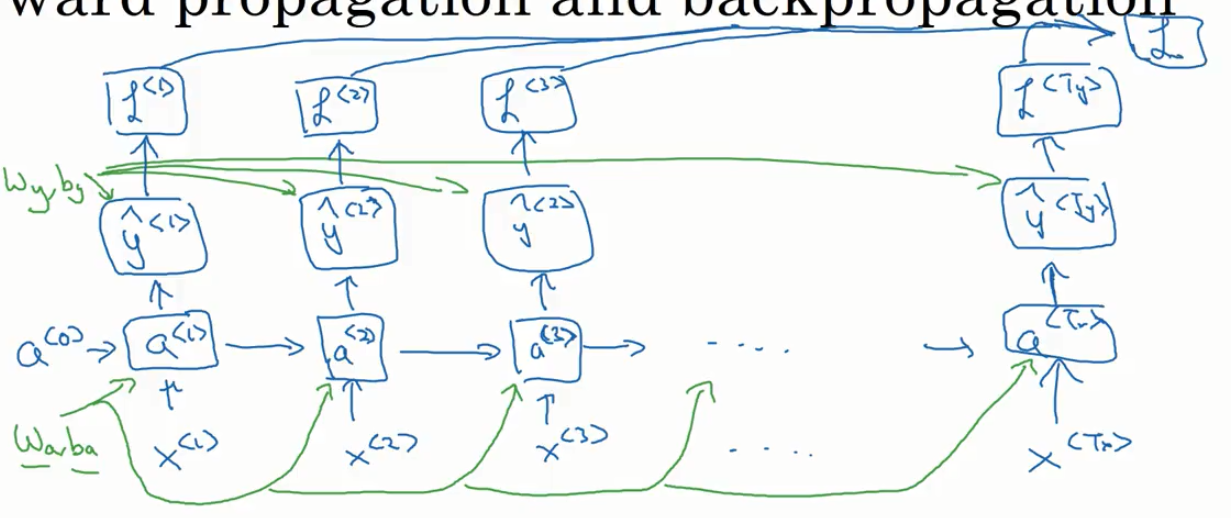 ward propagation and backpropagation
ℒ
ℒ<1> ℒ<2> ℒ<3> ℒ<Ty>
Wy, by
ŷ<1> ŷ<2> ŷ<2> ŷ<Ty>
a<0> a<1> a<2> a<3> .... a<Tx>
Wa, ba
x<1> x<2> x<3> .... x<Tx>